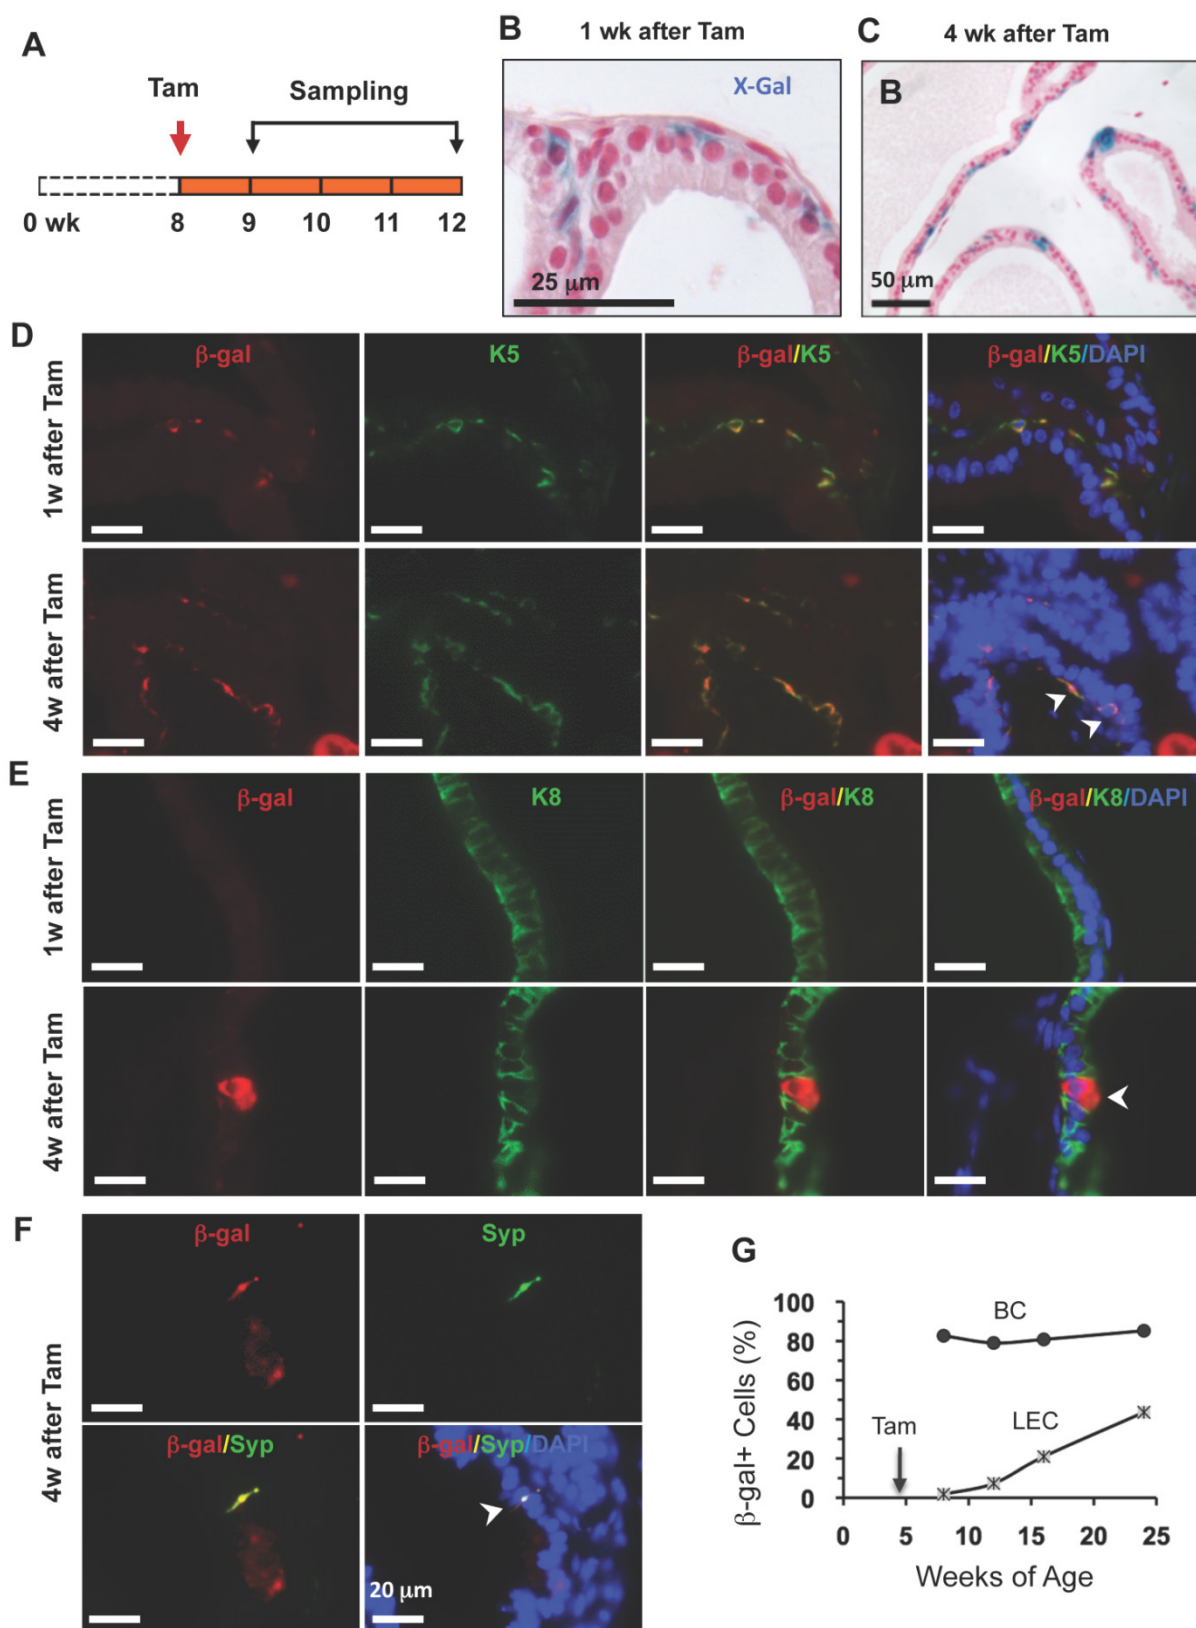 A
Tam
Sampling
0 wk 8 9 10 11 12
B 1 wk after Tam
X-Gal
25 μm
C 4 wk after Tam
B
50 μm
D
1w after Tam
β-gal K5 β-gal/K5 β-gal/K5/DAPI
4w after Tam
E
1w after Tam
β-gal K8 β-gal/K8 β-gal/K8/DAPI
4w after Tam
F
4w after Tam
β-gal Syp
β-gal/Syp β-gal/Syp/DAPI
20 μm
G
β-gal+ Cells (%)
100
80
60
40
20
0
BC
LEC
Tam
0 5 10 15 20 25
Weeks of Age